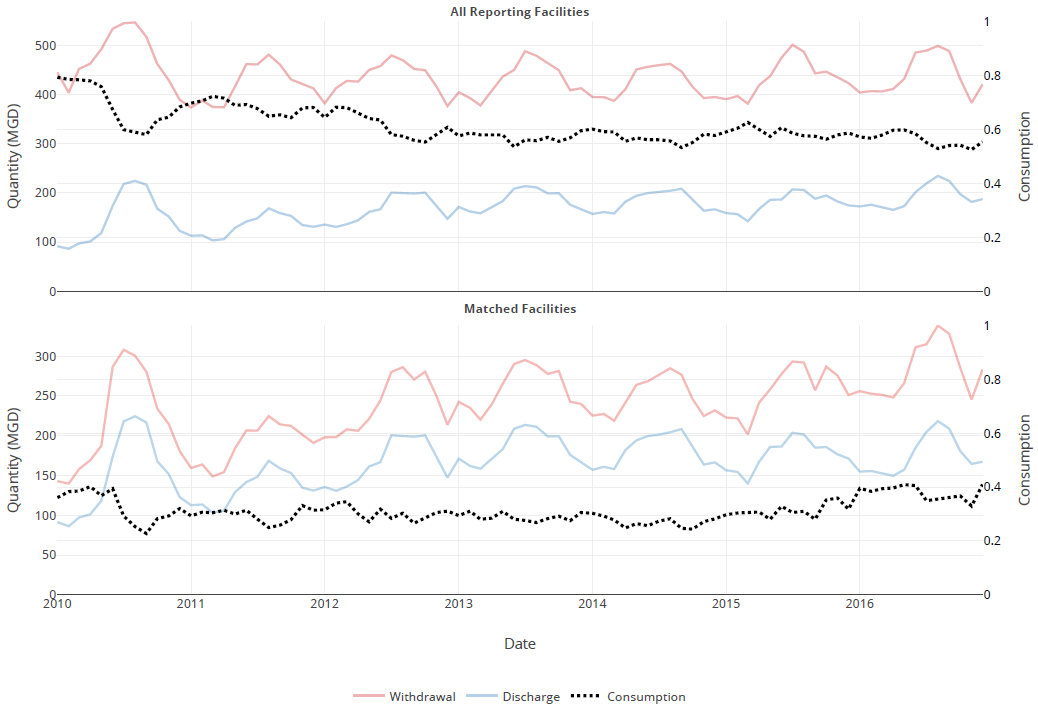 All Reporting Facilities
Quantity (MGD)
500
400
300
200
100
0
1
0.8
0.6
0.4
0.2
0
Consumption
Matched Facilities
Quantity (MGD)
300
250
200
150
100
50
0
1
0.8
0.6
0.4
0.2
0
Consumption
2010 2011 2012 2013 2014 2015 2016
Date
Withdrawal Discharge Consumption